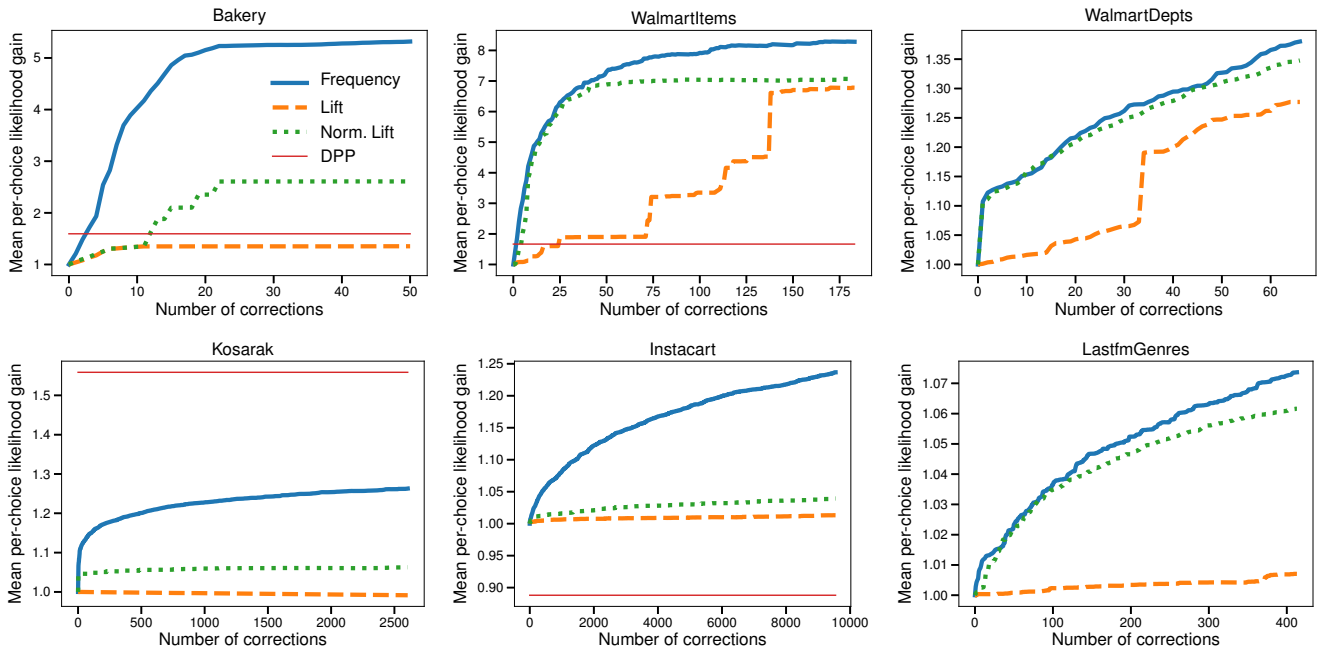 Bakery
Mean per-choice likelihood gain
5
4
3
2
1
Frequency
Lift
Norm. Lift
DPP
0 10 20 30 40 50
Number of corrections
WalmartItems
Mean per-choice likelihood gain
8
7
6
5
4
3
2
1
0 25 50 75 100 125 150 175
Number of corrections
WalmartDepts
Mean per-choice likelihood gain
1.35
1.30
1.25
1.20
1.15
1.10
1.05
1.00
0 10 20 30 40 50 60
Number of corrections
Kosarak
Mean per-choice likelihood gain
1.5
1.4
1.3
1.2
1.1
1.0
0 500 1000 1500 2000 2500
Number of corrections
Instacart
Mean per-choice likelihood gain
1.25
1.20
1.15
1.10
1.05
1.00
0.95
0.90
0 2000 4000 6000 8000 10000
Number of corrections
LastfmGenres
Mean per-choice likelihood gain
1.07
1.06
1.05
1.04
1.03
1.02
1.01
1.00
0 100 200 300 400
Number of corrections